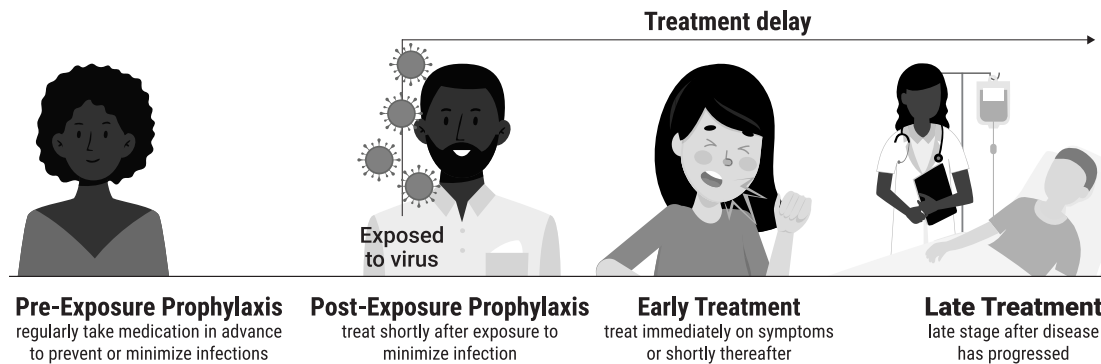 Treatment delay
Exposed
to virus
Pre-Exposure Prophylaxis
regularly take medication in advance
to prevent or minimize infections
Post-Exposure Prophylaxis
treat shortly after exposure to
minimize infection
Early Treatment
treat immediately on symptoms
or shortly thereafter
Late Treatment
late stage after disease
has progressed